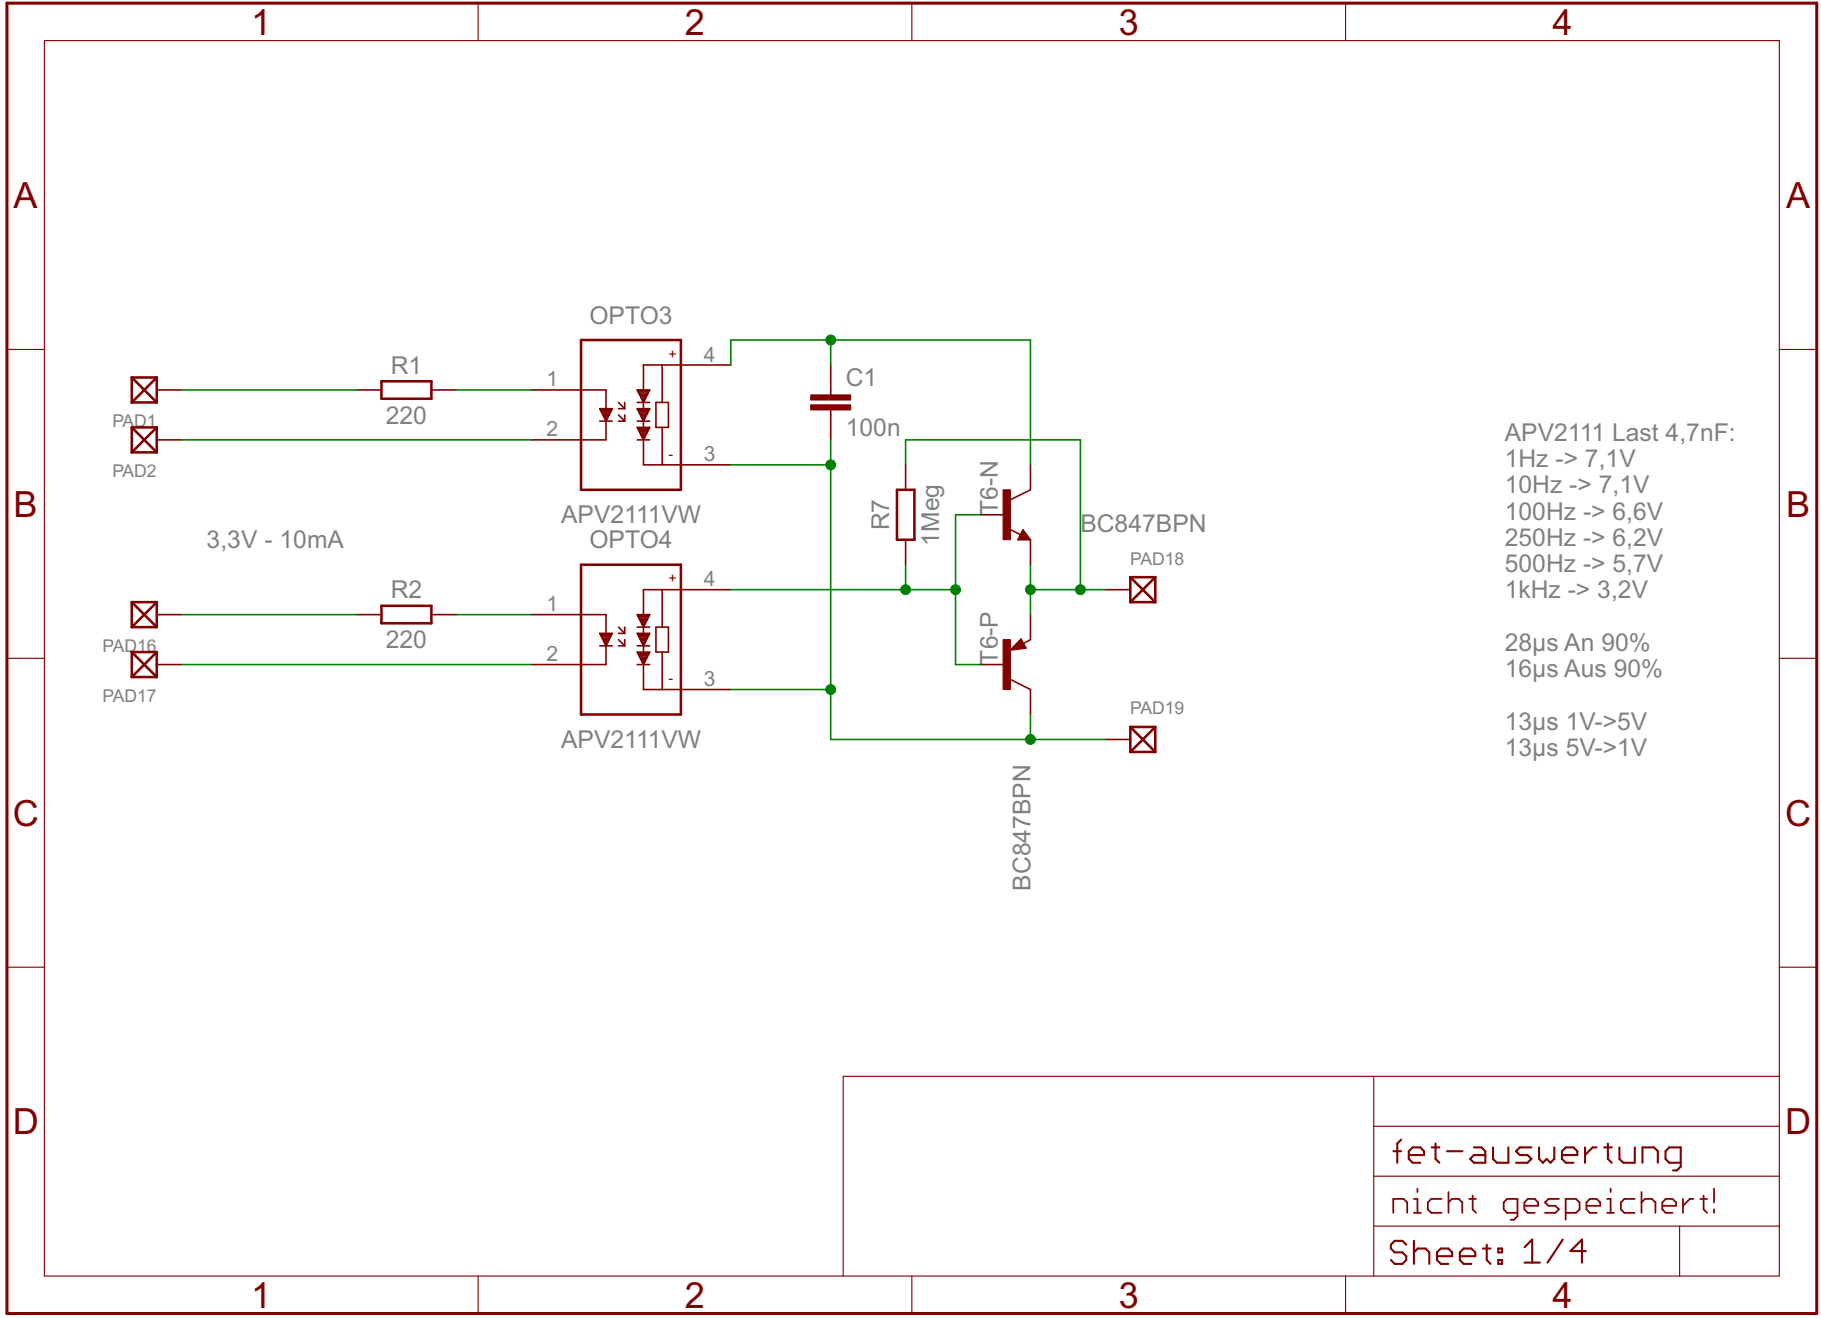 1 2 3 4
A A
OPTO3
R1
220
1
2
+
4
3
-
C1
100n
PAD1
PAD2
APV2111VW
OPTO4
3,3V - 10mA
B B
R7
1Meg
T6-N
BC847BPN
PAD18
APV2111 Last 4,7nF:
1Hz -> 7,1V
10Hz -> 7,1V
100Hz -> 6,6V
250Hz -> 6,2V
500Hz -> 5,7V
1kHz -> 3,2V
R2
220
1
2
+
4
3
-
PAD16
PAD17
T6-P
28µs An 90%
16µs Aus 90%
APV2111VW
PAD19
13µs 1V->5V
13µs 5V->1V
BC847BPN
C C
D D
fet-auswertung
nicht gespeichert!
Sheet: 1/4
1 2 3 4